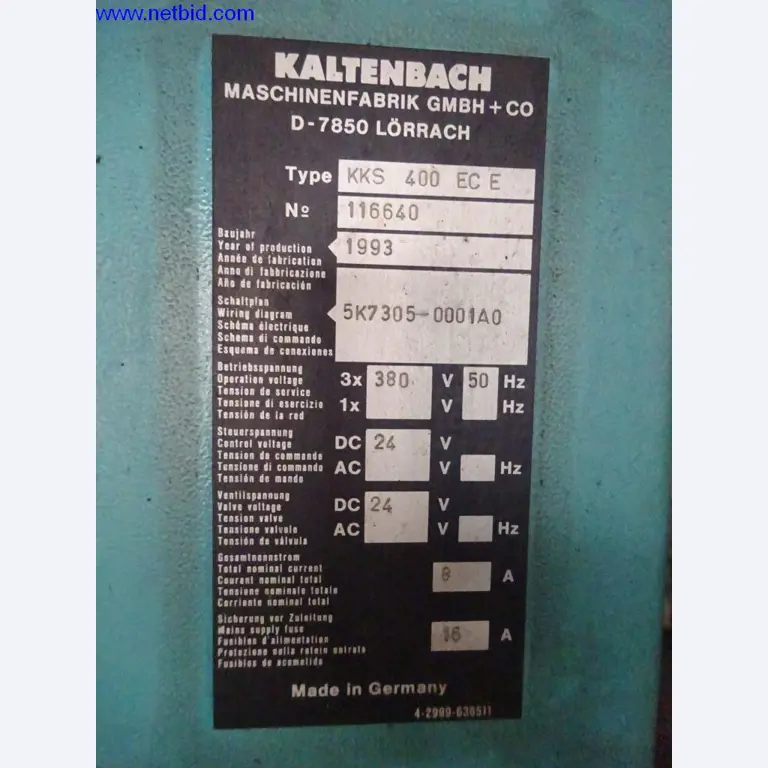 www.netbid.com
KALTENBACH
MASCHINENFABRIK GMBH + CO
D-7850 LÖRRACH
Type KKS 400 EC E
Nº 116640
Baujahr
Year of production 1993
Année de fabrication
Anno di fabbricazione
Año de fabricación
Schaltplan
Wiring diagram 5K7305-0001A0
Schéma électrique
Schema di commando
Esquema de conexiones
Betriebsspannung
Operation voltage 3x 380 V 50 Hz
Tension de service
Tensione di esercizio 1x V Hz
Tensión de la red
Steuerspannung
Control voltage DC 24 V
Tension de commande
Tensione di commando AC V Hz
Tensión de mando
Ventilspannung
Valve voltage DC 24 V
Tension valve
Tensione valvole AC V Hz
Tensión de válvula
Gesamtnennstrom
Total nominal current 8 A
Courant nominal total
Tensione nominale totale
Corriente nominal total
Sicherung vor Zuleitung
Mains supply fuse 16 A
Fusibles d'alimentation
Protezione nella entrata
Fusibles de
Made in Germany